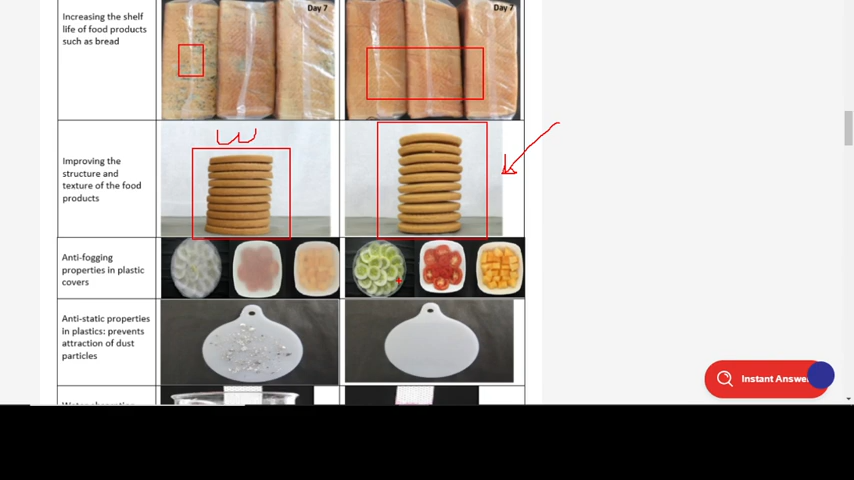 Increasing the shelf
life of food products
such as bread
Day 7
Day 7
Improving the
structure and
texture of the food
products
Anti-fogging
properties in plastic
covers
Anti-static properties
in plastics: prevents
attraction of dust
particles
Instant Answe